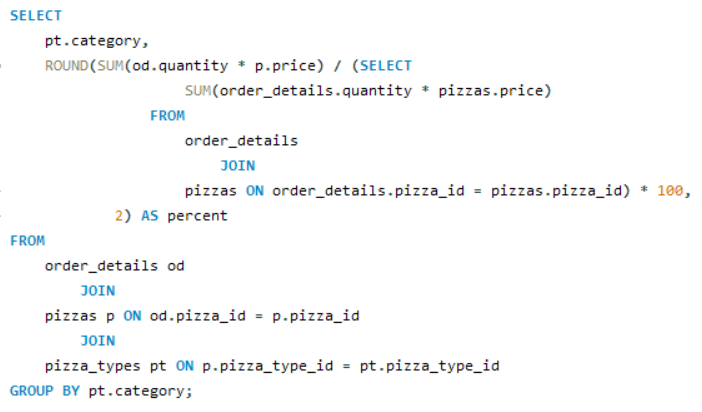 SELECT
pt.category,
ROUND(SUM(od.quantity * p.price) / (SELECT
SUM(order_details.quantity * pizzas.price)
FROM
order_details
JOIN
pizzas ON order_details.pizza_id = pizzas.pizza_id) * 100,
2) AS percent
FROM
order_details od
JOIN
pizzas p ON od.pizza_id = p.pizza_id
JOIN
pizza_types pt ON p.pizza_type_id = pt.pizza_type_id
GROUP BY pt.category;